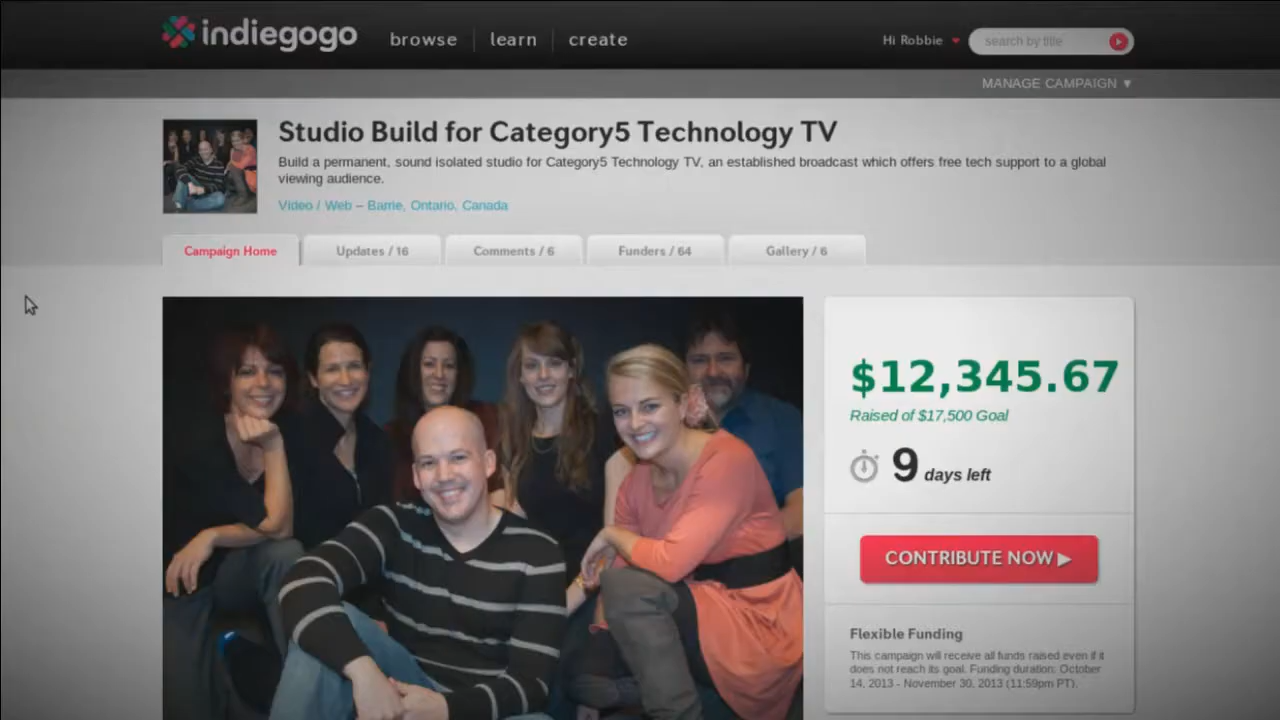 indiegogo
browse
learn
create
Hi Robbie
search by title
MANAGE CAMPAIGN ▼
Studio Build for Category5 Technology TV
Build a permanent, sound isolated studio for Category5 Technology TV, an established broadcast which offers free tech support to a global
viewing audience.
Video / Web – Barrie, Ontario, Canada
Campaign Home
Updates / 16
Comments / 6
Funders / 64
Gallery / 6
$12,345.67
Raised of $17,500 Goal
9 days left
CONTRIBUTE NOW ▶
Flexible Funding
This campaign will receive all funds raised even if it
does not reach its goal. Funding duration: October
14, 2013 - November 30, 2013 (11:59pm PT).